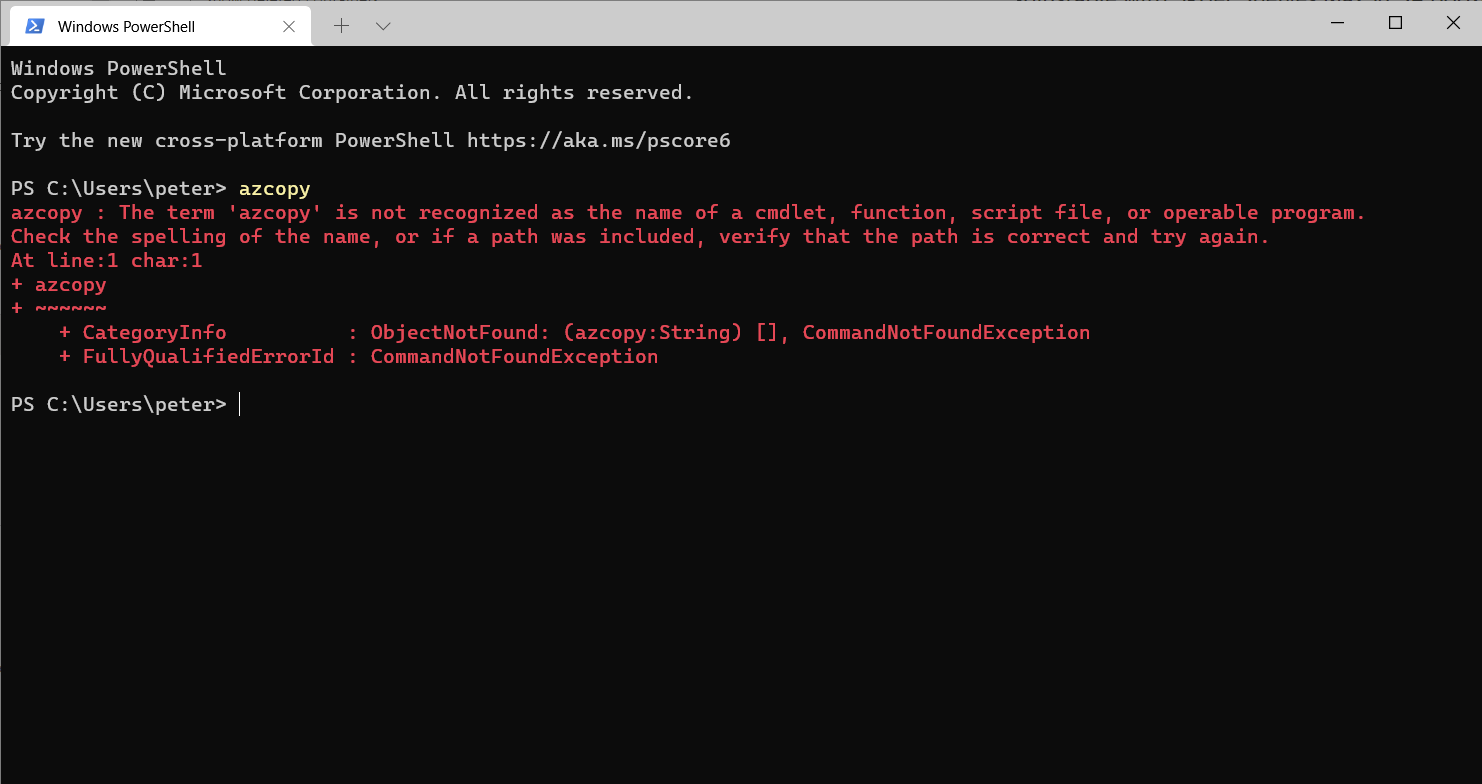 Windows PowerShell
Windows PowerShell
Copyright (C) Microsoft Corporation. All rights reserved.
Try the new cross-platform PowerShell https://aka.ms/pscore6
PS C:\Users\peter> azcopy
azcopy : The term 'azcopy' is not recognized as the name of a cmdlet, function, script file, or operable program.
Check the spelling of the name, or if a path was included, verify that the path is correct and try again.
At line:1 char:1
+ azcopy
+ ~~~~~~
    + CategoryInfo          : ObjectNotFound: (azcopy:String) [], CommandNotFoundException
    + FullyQualifiedErrorId : CommandNotFoundException
PS C:\Users\peter>